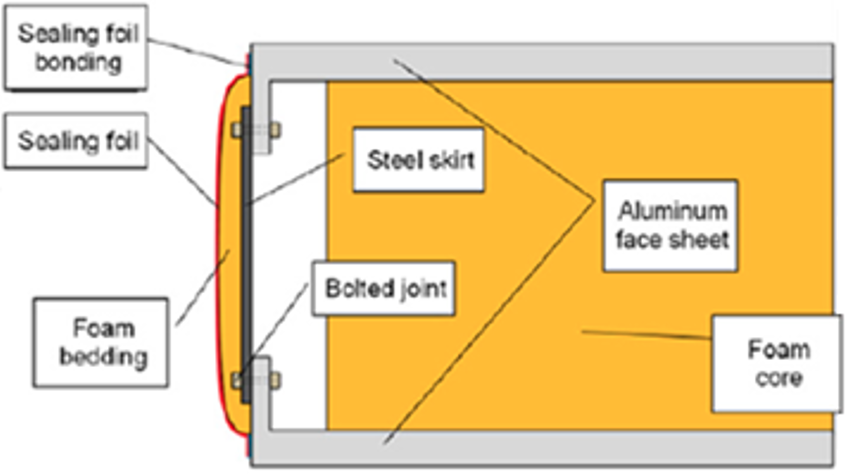 Sealing foil
bonding
Sealing foil
Steel skirt
Aluminum
face sheet
Bolted joint
Foam
bedding
Foam
core